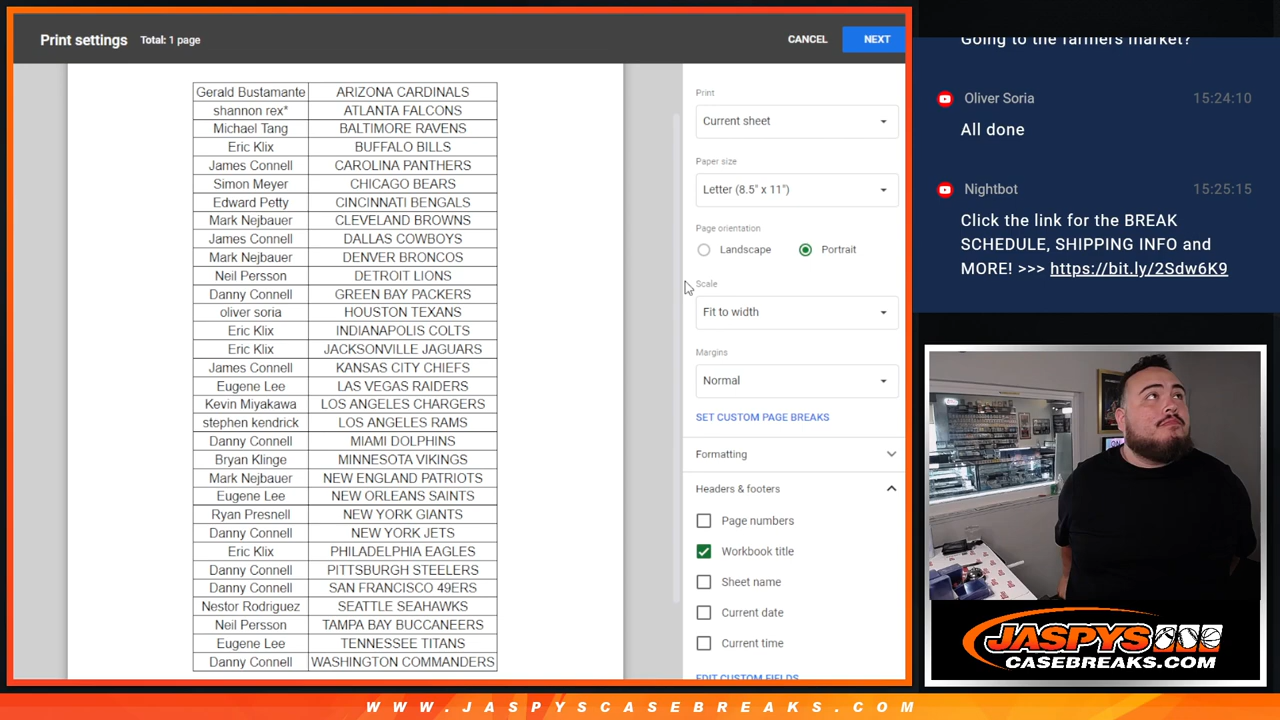 Print settings Total: 1 page CANCEL NEXT
Gerald Bustamante ARIZONA CARDINALS
shannon rex* ATLANTA FALCONS
Michael Tang BALTIMORE RAVENS
Eric Klix BUFFALO BILLS
James Connell CAROLINA PANTHERS
Simon Meyer CHICAGO BEARS
Edward Petty CINCINNATI BENGALS
Mark Nejbauer CLEVELAND BROWNS
James Connell DALLAS COWBOYS
Mark Nejbauer DENVER BRONCOS
Neil Persson DETROIT LIONS
Danny Connell GREEN BAY PACKERS
oliver soria HOUSTON TEXANS
Eric Klix INDIANAPOLIS COLTS
Eric Klix JACKSONVILLE JAGUARS
James Connell KANSAS CITY CHIEFS
Eugene Lee LAS VEGAS RAIDERS
Kevin Miyakawa LOS ANGELES CHARGERS
stephen kendrick LOS ANGELES RAMS
Danny Connell MIAMI DOLPHINS
Bryan Klinge MINNESOTA VIKINGS
Mark Nejbauer NEW ENGLAND PATRIOTS
Eugene Lee NEW ORLEANS SAINTS
Ryan Presnell NEW YORK GIANTS
Danny Connell NEW YORK JETS
Eric Klix PHILADELPHIA EAGLES
Danny Connell PITTSBURGH STEELERS
Danny Connell SAN FRANCISCO 49ERS
Nestor Rodriguez SEATTLE SEAHAWKS
Neil Persson TAMPA BAY BUCCANEERS
Eugene Lee TENNESSEE TITANS
Danny Connell WASHINGTON COMMANDERS
Print
Current sheet
Paper size
Letter (8.5" x 11")
Page orientation
Landscape Portrait
Scale
Fit to width
Margins
Normal
SET CUSTOM PAGE BREAKS
Formatting
Headers & footers
Page numbers
Workbook title
Sheet name
Current date
Current time
EDIT CUSTOM FIELDS
Going to the farmers market?
Oliver Soria 15:24:10
All done
Nightbot 15:25:15
Click the link for the BREAK
SCHEDULE, SHIPPING INFO and
MORE! >>> https://bit.ly/2Sdw6K9
JASPYS
CASEBREAKS.COM
WWW.JASPYSCASEBREAKS.COM